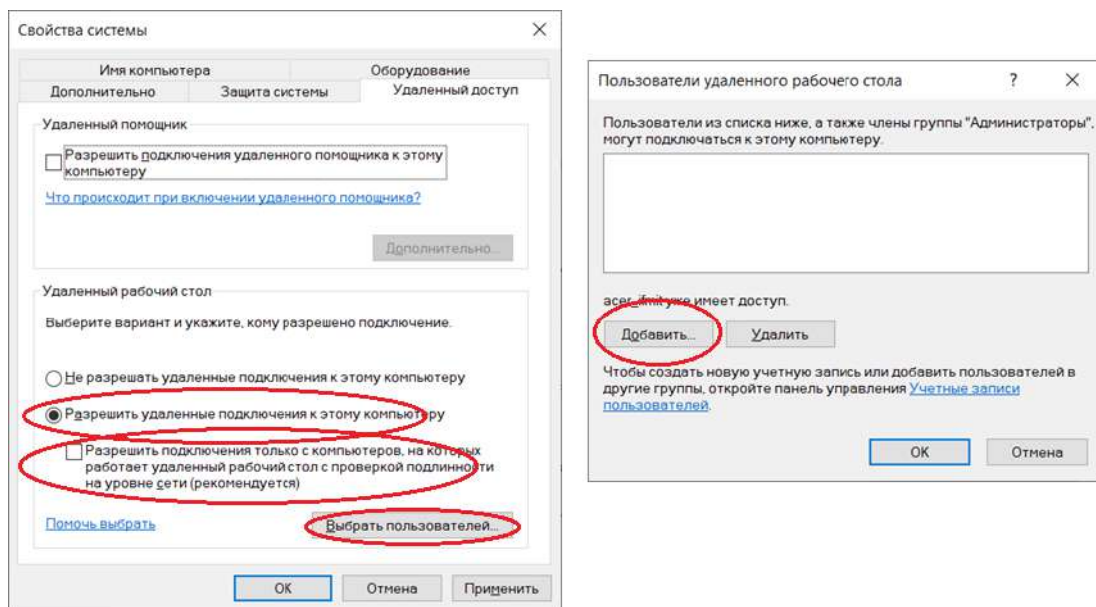 Свойства системы
Имя компьютера
Оборудование
Дополнительно
Защита системы
Удаленный доступ
Удаленный помощник
Разрешить подключения удаленного помощника к этому
компьютеру
Что происходит при включении удаленного помощника?
Дополнительно...
Удаленный рабочий стол
Выберите вариант и укажите, кому разрешено подключение.
Не разрешать удаленные подключения к этому компьютеру
Разрешить удаленные подключения к этому компьютеру
Разрешить подключения только с компьютеров, на которых
работает удаленный рабочий стол с проверкой подлинности
на уровне сети (рекомендуется)
Помочь выбрать
Выбрать пользователей...
ОК
Отмена
Применить
Пользователи удаленного рабочего стола
?
Пользователи из списка ниже, а также члены группы "Администраторы",
могут подключаться к этому компьютеру.
acer_ifmit уже имеет доступ.
Добавить...
Удалить
Чтобы создать новую учетную запись или добавить пользователей в
другие группы, откройте панель управления Учетные записи
пользователей.
ОК
Отмена